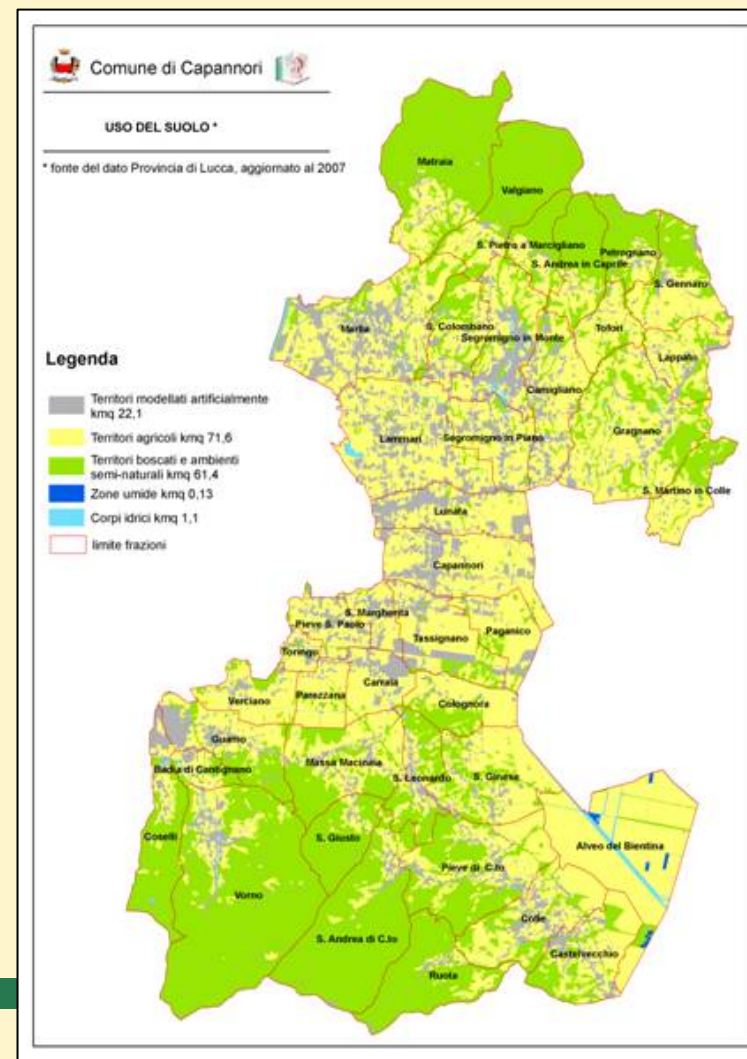 Comune di Capannori
USO DEL SUOLO *
* fonte del dato Provincia di Lucca, aggiornato al 2007
Legenda
Territori modellati artificialmente
kmq 22,1
Territori agricoli kmq 71,6
Territori boscati e ambienti
semi-naturali kmq 61,4
Zone umide kmq 0,13
Corpi idrici kmq 1,1
limite frazioni
Matraia
Valgiano
S. Pietro a Marcigliano
Petrognano
S. Andrea in Caprile
S. Gennaro
Marlia
S. Colombano
Segromigno in Monte
Tofori
Lappato
Camigliano
Gragnano
Lammari
Segromigno in Piano
S. Martino in Colle
Lunata
Capannori
S. Margherita
Pieve S. Paolo
Tassignano
Paganico
Toringo
Carraia
Parezzana
Verciano
Colognora
Guamo
Massa Macinaia
Badia di Cantignano
S. Leonardo
S. Ginese
Coselli
S. Giusto
Alveo del Bientina
Pieve di C.to
Vorno
Colle
S. Andrea di C.to
Castelvecchio
Ruota